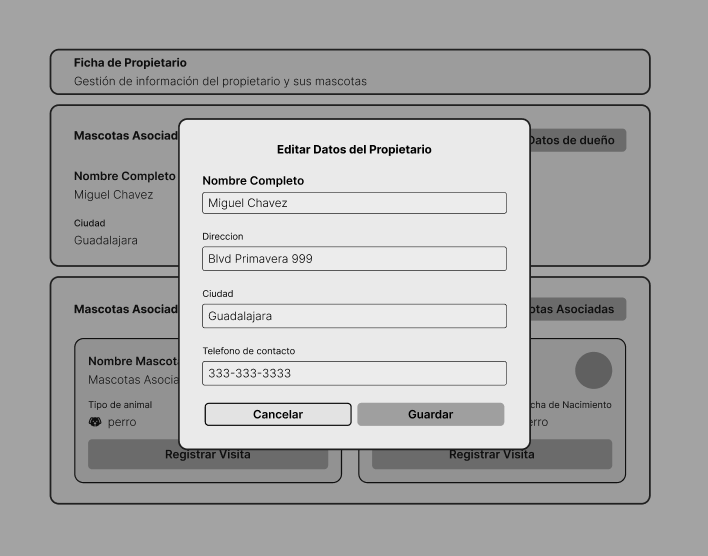 Ficha de Propietario
Gestión de información del propietario y sus mascotas
Mascotas Asociad
Datos de dueño
Nombre Completo
Miguel Chavez
Ciudad
Guadalajara
Editar Datos del Propietario
Nombre Completo
Miguel Chavez
Direccion
Blvd Primavera 999
Ciudad
Guadalajara
Telefono de contacto
333-333-3333
Cancelar
Guardar
Mascotas Asociad
otas Asociadas
Nombre Mascot
Mascotas Asocia
Tipo de animal
perro
Registrar Visita
cha de Nacimiento
erro
Registrar Visita